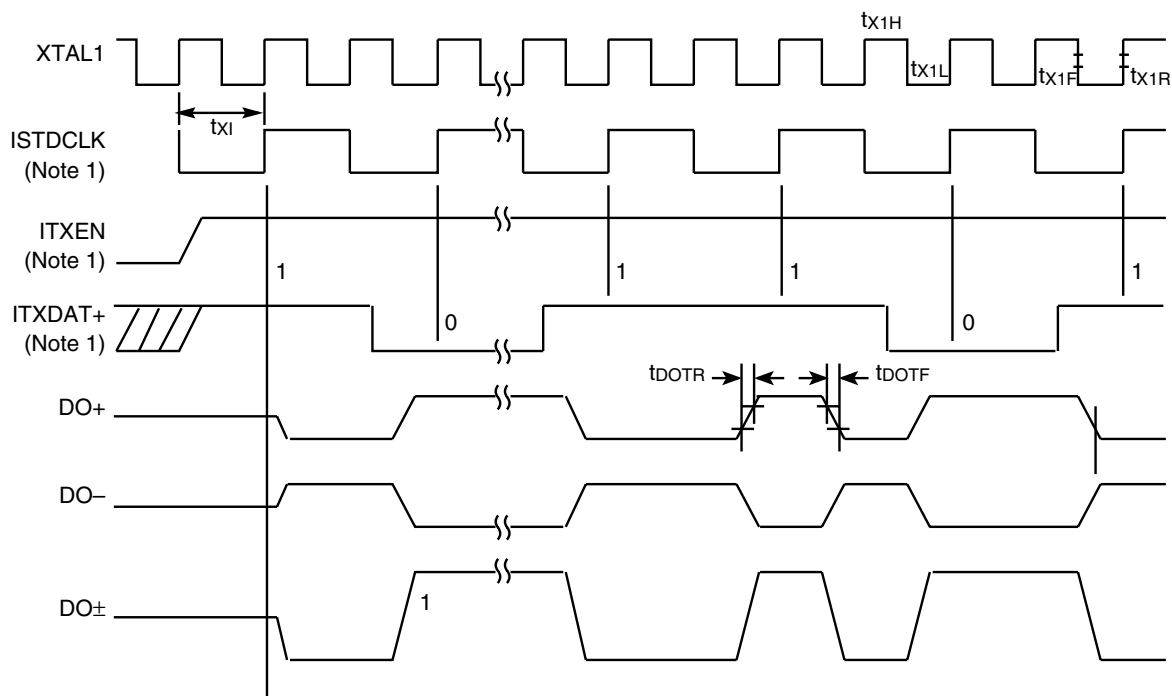 tX1H
XTAL1
tX1L
tX1F
tX1R
tXI
ISTDCLK
(Note 1)
ITXEN
(Note 1)
1
1
1
1
ITXDAT+
(Note 1)
0
0
tDOTR
tDOTF
DO+
DO–
DO±
1